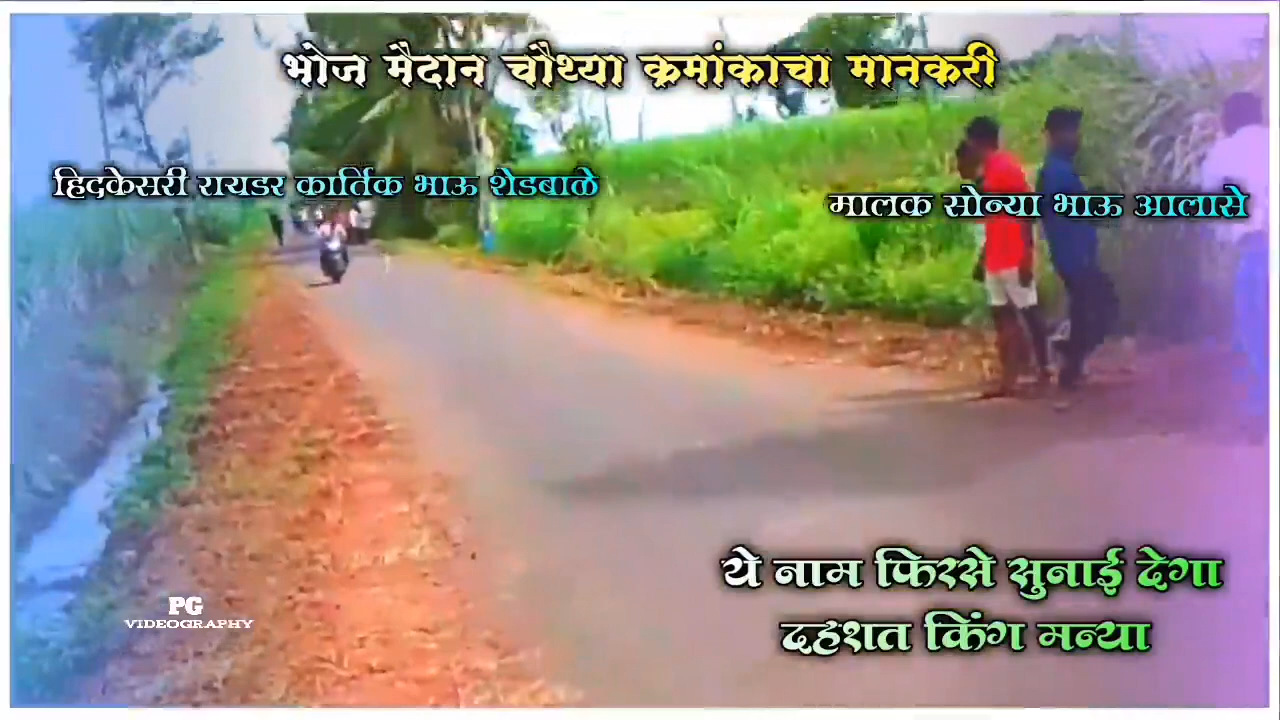 भोज मैदान चौथ्या क्रमांकाचा मानकरी
हिदकेसरी रायडर कार्तिक भाऊ शेडबाळे
मालक सोन्या भाऊ आलासे
ये नाम फिरसे सुनाई देगा
दहशत किंग मन्या
PG
VIDEOGRAPHY